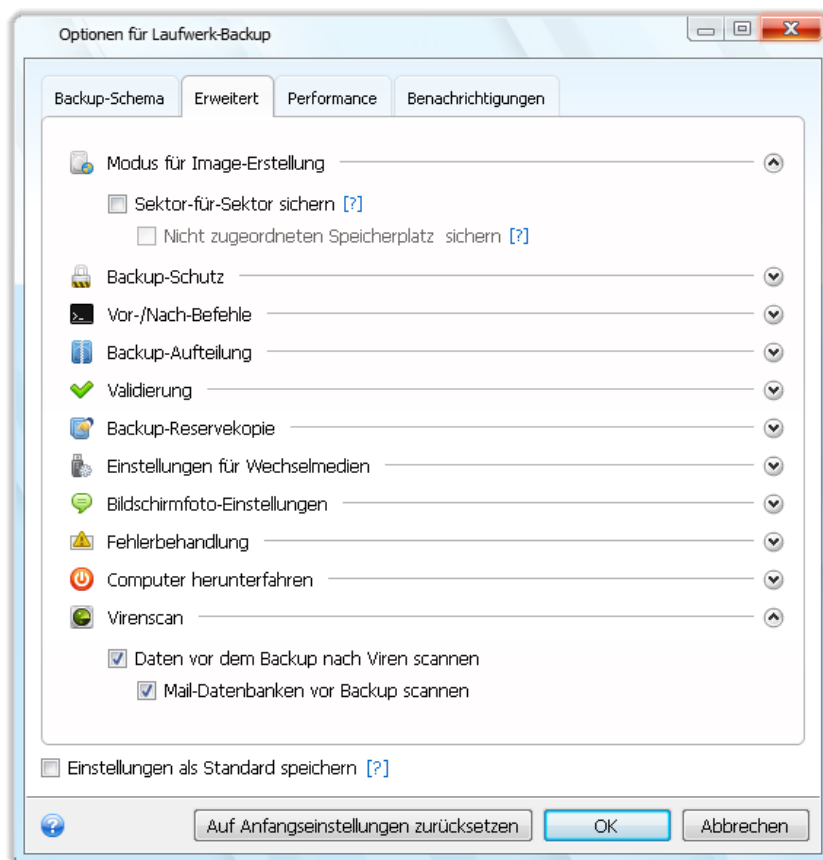 Optionen für Laufwerk-Backup
Backup-Schema Erweitert Performance Benachrichtigungen
Modus für Image-Erstellung
Sektor-für-Sektor sichern [?]
Nicht zugeordneten Speicherplatz sichern [?]
Backup-Schutz
Vor-/Nach-Befehle
Backup-Aufteilung
Validierung
Backup-Reservekopie
Einstellungen für Wechselmedien
Bildschirmfoto-Einstellungen
Fehlerbehandlung
Computer herunterfahren
Virenscan
Daten vor dem Backup nach Viren scannen
Mail-Datenbanken vor Backup scannen
Einstellungen als Standard speichern [?]
Auf Anfangseinstellungen zurücksetzen OK Abbrechen